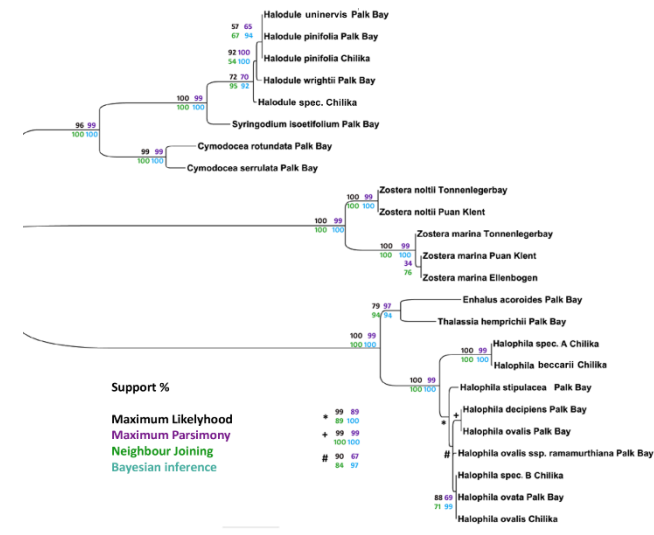 Halodule uninervis Palk Bay
57 65
67 94
Halodule pinifolia Palk Bay
92 100
54 100
Halodule pinifolia Chilika
72 70
95 92
Halodule wrightii Palk Bay
100 99
100 100
Halodule spec. Chilika
96 99
100 100
Syringodium isoetifolium Palk Bay
99 99
100 100
Cymodocea rotundata Palk Bay
Cymodocea serrulata Palk Bay
100 99
100 100
Zostera noltii Tonnenlegerbay
Zostera noltii Puan Klent
100 99
100 100
Zostera marina Tonnenlegerbay
100 99
100 100
Zostera marina Puan Klent
34
76
Zostera marina Ellenbogen
79 97
94 94
Enhalus acoroides Palk Bay
Thalassia hemprichii Palk Bay
100 99
100 100
Halophila spec. A Chilika
100 99
100 100
Halophila beccarii Chilika
100 99
100 100
Halophila stipulacea Palk Bay
+
Halophila decipiens Palk Bay
*
Halophila ovalis Palk Bay
#
Halophila ovalis ssp. ramamurthiana Palk Bay
Halophila spec. B Chilika
88 69
71 99
Halophila ovata Palk Bay
Halophila ovalis Chilika
Support %
Maximum Likelyhood
Maximum Parsimony
Neighbour Joining
Bayesian inference
* 99 89
89 100
+ 99 99
100 100
# 90 67
84 97